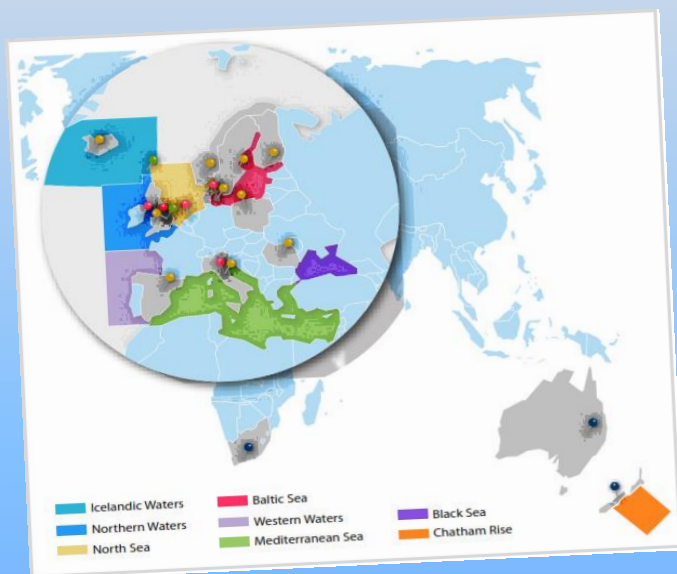 Icelandic Waters
Northern Waters
North Sea
Baltic Sea
Western Waters
Mediterranean Sea
Black Sea
Chatham Rise